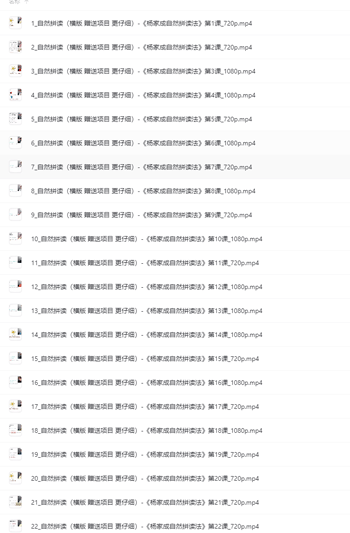 1_自然拼读（横版 赠送项目 更仔细）-《杨家成自然拼读法》第1课_720p.mp4
2_自然拼读（横版 赠送项目 更仔细）-《杨家成自然拼读法》第2课_720p.mp4
3_自然拼读（横版 赠送项目 更仔细）-《杨家成自然拼读法》第3课_1080p.mp4
4_自然拼读（横版 赠送项目 更仔细）-《杨家成自然拼读法》第4课_1080p.mp4
5_自然拼读（横版 赠送项目 更仔细）-《杨家成自然拼读法》第5课_720p.mp4
6_自然拼读（横版 赠送项目 更仔细）-《杨家成自然拼读法》第6课_1080p.mp4
7_自然拼读（横版 赠送项目 更仔细）-《杨家成自然拼读法》第7课_720p.mp4
8_自然拼读（横版 赠送项目 更仔细）-《杨家成自然拼读法》第8课_1080p.mp4
9_自然拼读（横版 赠送项目 更仔细）-《杨家成自然拼读法》第9课_720p.mp4
10_自然拼读（横版 赠送项目 更仔细）-《杨家成自然拼读法》第10课_1080p.mp4
11_自然拼读（横版 赠送项目 更仔细）-《杨家成自然拼读法》第11课_720p.mp4
12_自然拼读（横版 赠送项目 更仔细）-《杨家成自然拼读法》第12课_1080p.mp4
13_自然拼读（横版 赠送项目 更仔细）-《杨家成自然拼读法》第13课_1080p.mp4
14_自然拼读（横版 赠送项目 更仔细）-《杨家成自然拼读法》第14课_1080p.mp4
15_自然拼读（横版 赠送项目 更仔细）-《杨家成自然拼读法》第15课_720p.mp4
16_自然拼读（横版 赠送项目 更仔细）-《杨家成自然拼读法》第16课_1080p.mp4
17_自然拼读（横版 赠送项目 更仔细）-《杨家成自然拼读法》第17课_720p.mp4
18_自然拼读（横版 赠送项目 更仔细）-《杨家成自然拼读法》第18课_1080p.mp4
19_自然拼读（横版 赠送项目 更仔细）-《杨家成自然拼读法》第19课_720p.mp4
20_自然拼读（横版 赠送项目 更仔细）-《杨家成自然拼读法》第20课_720p.mp4
21_自然拼读（横版 赠送项目 更仔细）-《杨家成自然拼读法》第21课_720p.mp4
22_自然拼读（横版 赠送项目 更仔细）-《杨家成自然拼读法》第22课_720p.mp4